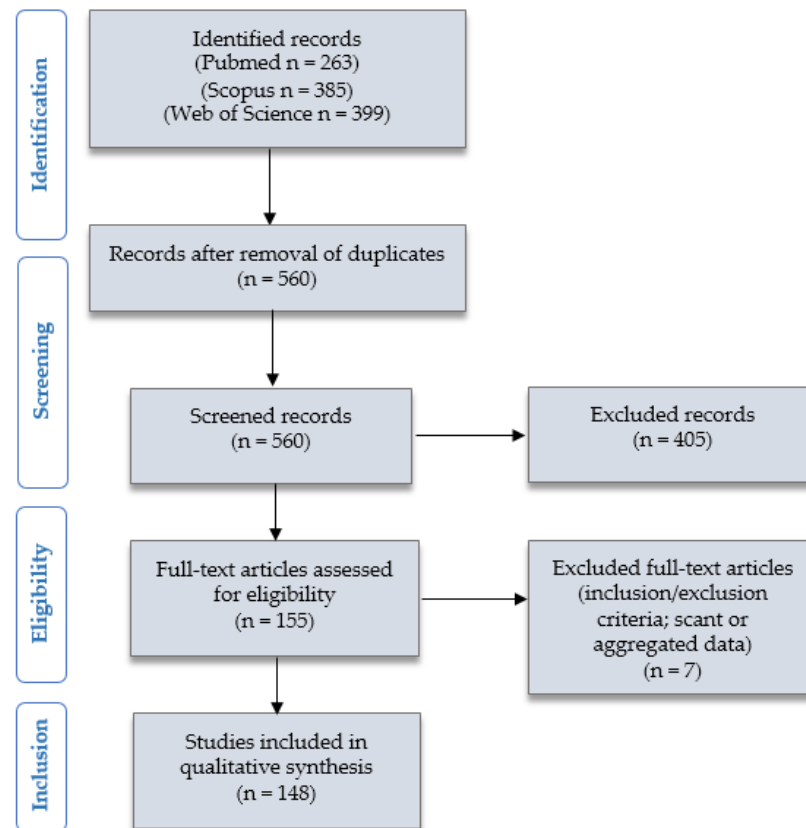 Identification
Identified records
(Pubmed n = 263)
(Scopus n = 385)
(Web of Science n = 399)
Records after removal of duplicates
(n = 560)
Screening
Screened records
(n = 560)
Excluded records
(n = 405)
Eligibility
Full-text articles assessed
for eligibility
(n = 155)
Excluded full-text articles
(inclusion/exclusion
criteria; scant or
aggregated data)
(n = 7)
Inclusion
Studies included in
qualitative synthesis
(n = 148)